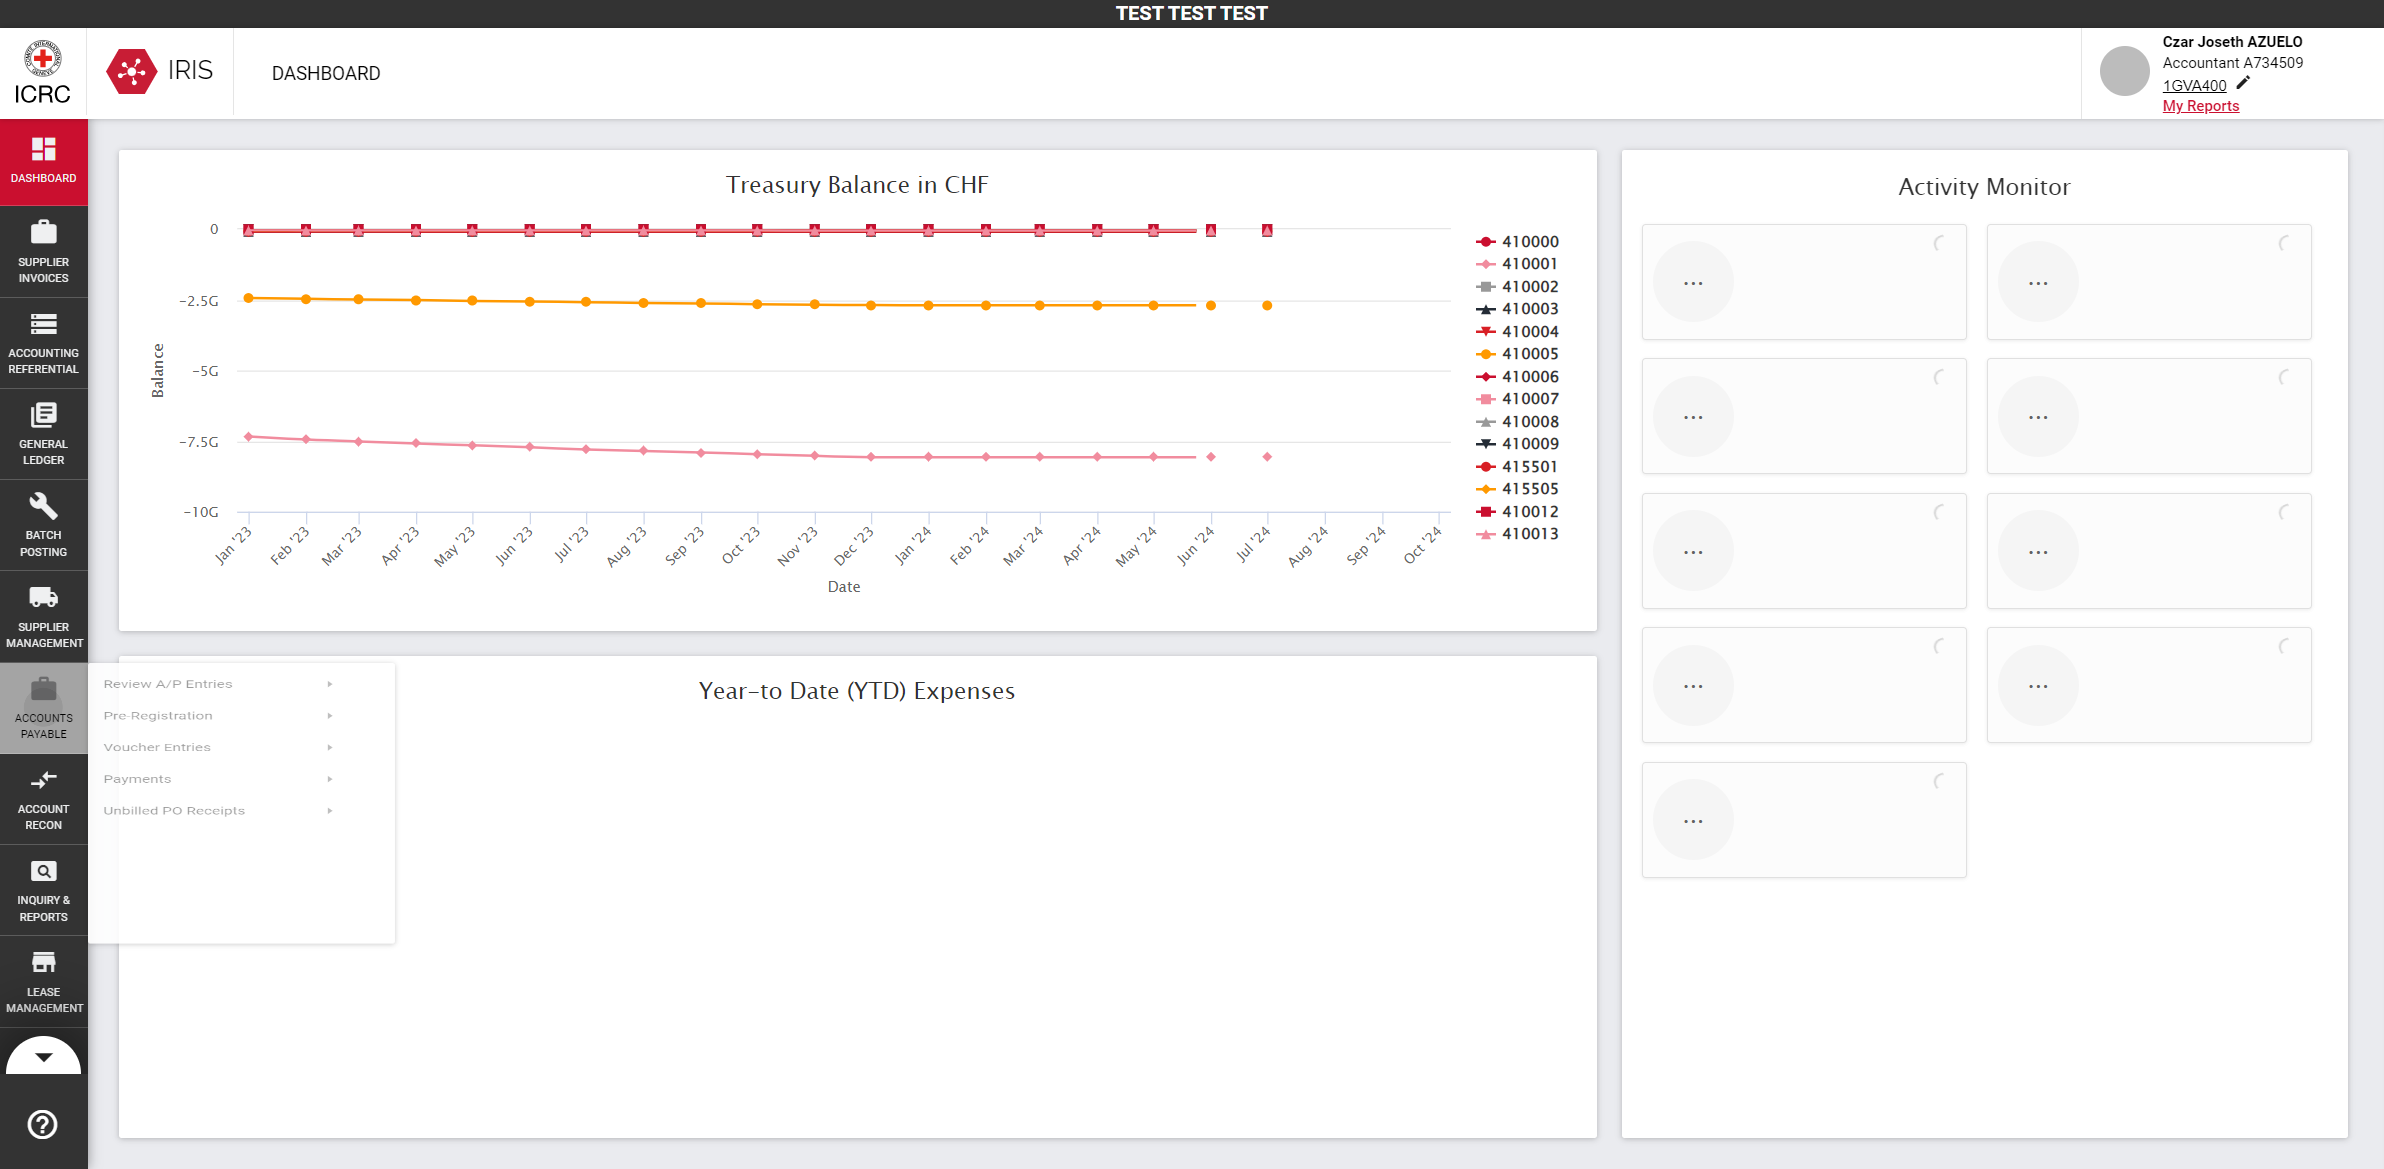 TEST TEST TEST
ICRC
IRIS
DASHBOARD
Czar Joseth AZUELO
Accountant A734509
1GVA400
My Reports
DASHBOARD
SUPPLIER
INVOICES
ACCOUNTING
REFERENTIAL
GENERAL
LEDGER
BATCH
POSTING
SUPPLIER
MANAGEMENT
ACCOUNTS
PAYABLE
ACCOUNT
RECON
INQUIRY &
REPORTS
LEASE
MANAGEMENT
Review A/P Entries
Pre-Registration
Voucher Entries
Payments
Unbilled PO Receipts
Treasury Balance in CHF
Balance
0
−2.5G
−5G
−7.5G
−10G
Jan '23
Feb '23
Mar '23
Apr '23
May '23
Jun '23
Jul '23
Aug '23
Sep '23
Oct '23
Nov '23
Dec '23
Jan '24
Feb '24
Mar '24
Apr '24
May '24
Jun '24
Jul '24
Aug '24
Sep '24
Oct '24
Date
410000
410001
410002
410003
410004
410005
410006
410007
410008
410009
415501
415505
410012
410013
Year-to Date (YTD) Expenses
Activity Monitor
...
...
...
...
...
...
...
...
...